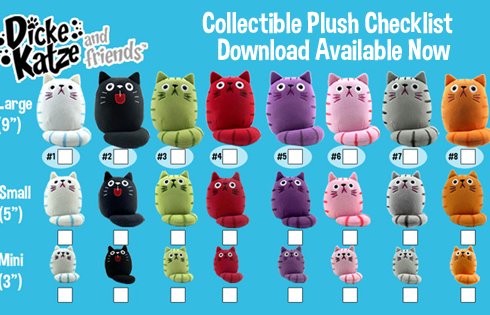 Dicke
Katze and
friends™
Collectible Plush Checklist
Download Available Now
Large
(9")
#1 #2 #3 #4 #5 #6 #7 #8
Small
(5")
Mini
(3")